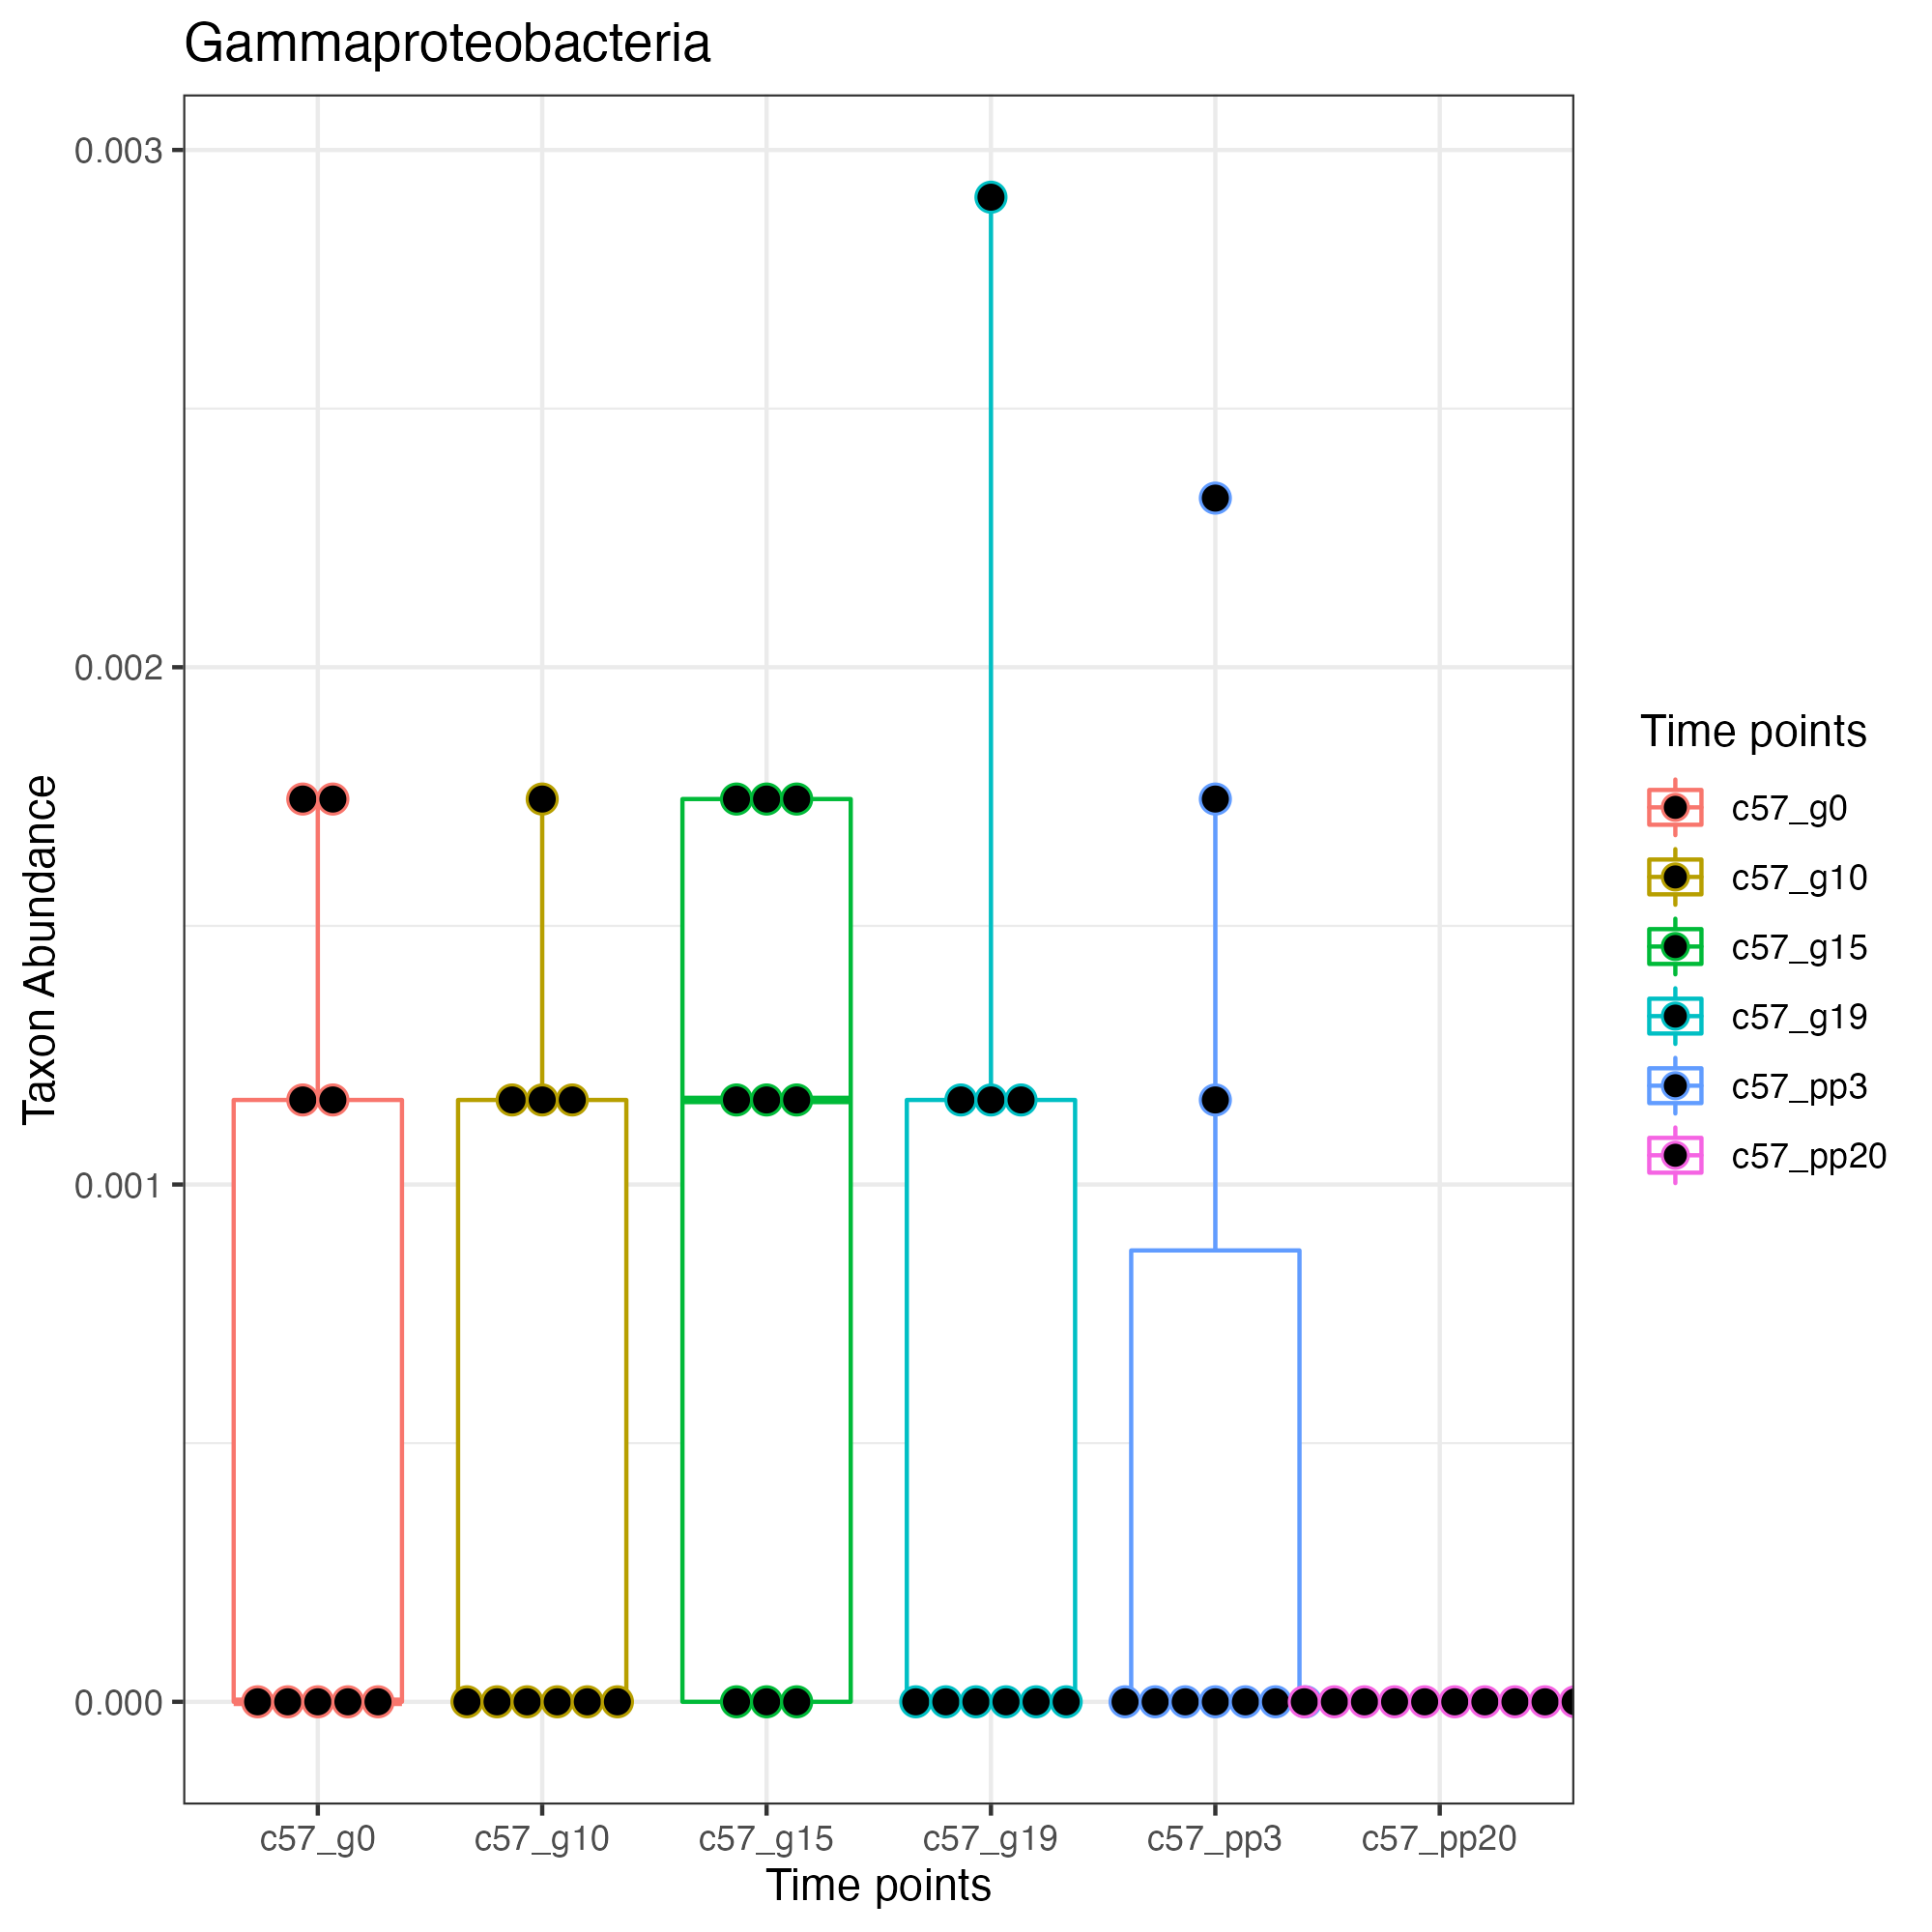 Gammaproteobacteria
0.003
0.002
0.001
0.000
Taxon Abundance
c57_g0 c57_g10 c57_g15 c57_g19 c57_pp3 c57_pp20
Time points
Time points
c57_g0
c57_g10
c57_g15
c57_g19
c57_pp3
c57_pp20